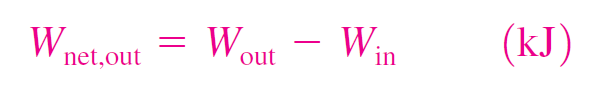 W_net,out = W_out − W_in (kJ)